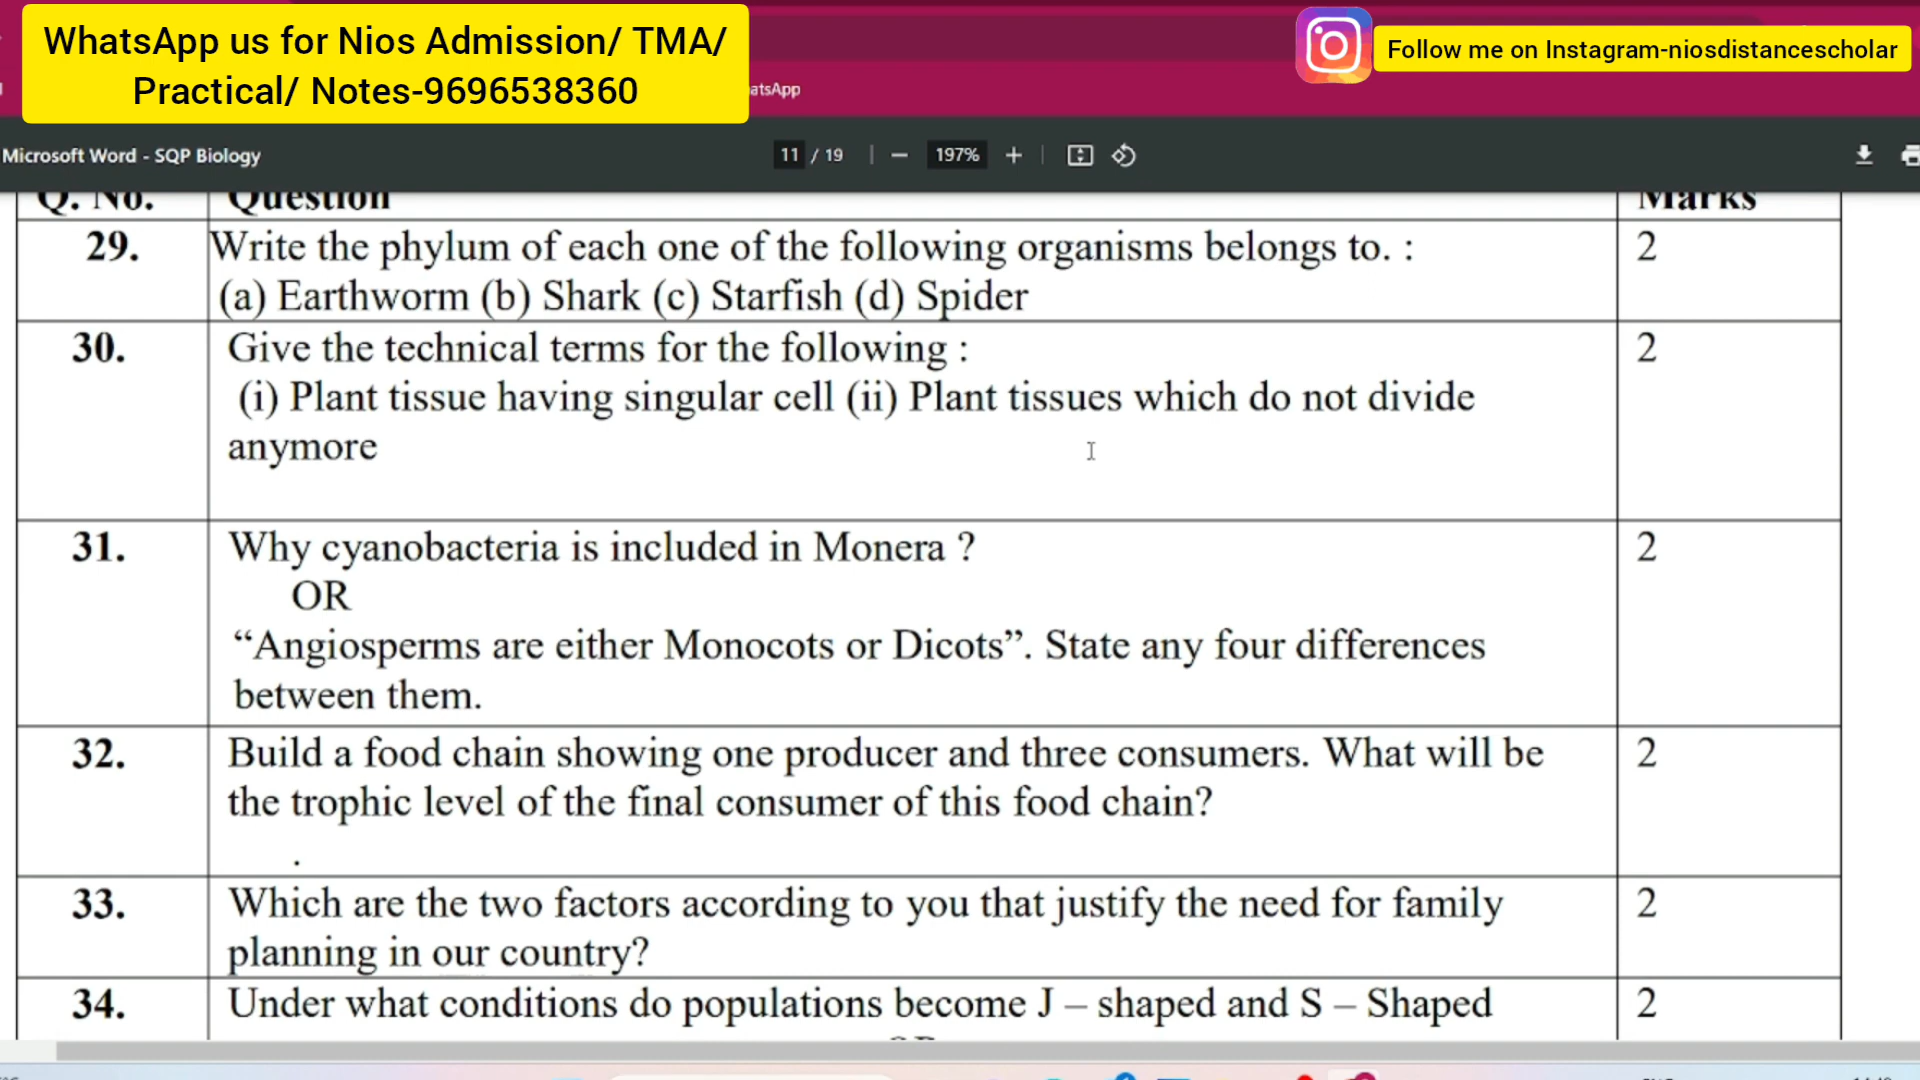 WhatsApp us for Nios Admission/ TMA/
Practical/ Notes-9696538360
Follow me on Instagram-niosdistancescholar
atsApp
Microsoft Word - SQP Biology
11 / 19
197%
Q. No. Question Marks
29. Write the phylum of each one of the following organisms belongs to. : 2
(a) Earthworm (b) Shark (c) Starfish (d) Spider
30. Give the technical terms for the following : 2
(i) Plant tissue having singular cell (ii) Plant tissues which do not divide
anymore
31. Why cyanobacteria is included in Monera ? 2
OR
“Angiosperms are either Monocots or Dicots”. State any four differences
between them.
32. Build a food chain showing one producer and three consumers. What will be 2
the trophic level of the final consumer of this food chain?
.
33. Which are the two factors according to you that justify the need for family 2
planning in our country?
34. Under what conditions do populations become J – shaped and S – Shaped 2